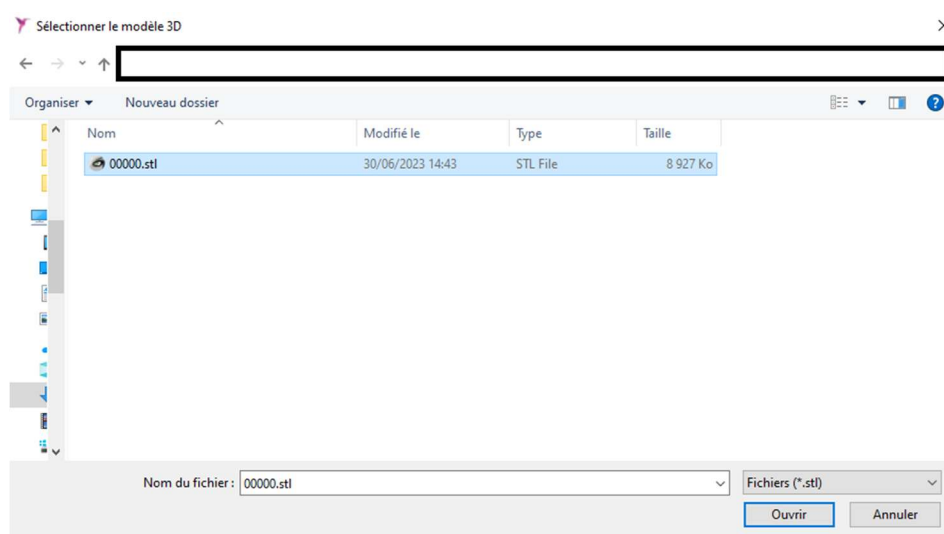 Sélectionner le modèle 3D
Organiser Nouveau dossier
Nom Modifié le Type Taille
00000.stl 30/06/2023 14:43 STL File 8 927 Ko
Nom du fichier : 00000.stl Fichiers (*.stl)
Ouvrir Annuler